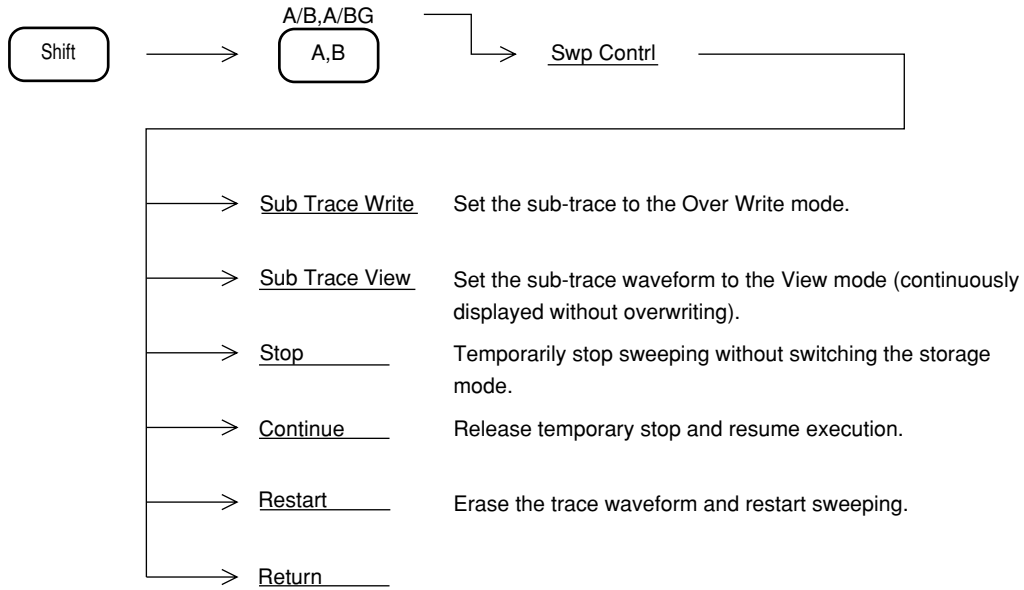 A/B,A/BG
Shift
A,B
Swp Contrl
Sub Trace Write Set the sub-trace to the Over Write mode.
Sub Trace View Set the sub-trace waveform to the View mode (continuously
displayed without overwriting).
Stop Temporarily stop sweeping without switching the storage
mode.
Continue Release temporary stop and resume execution.
Restart Erase the trace waveform and restart sweeping.
Return